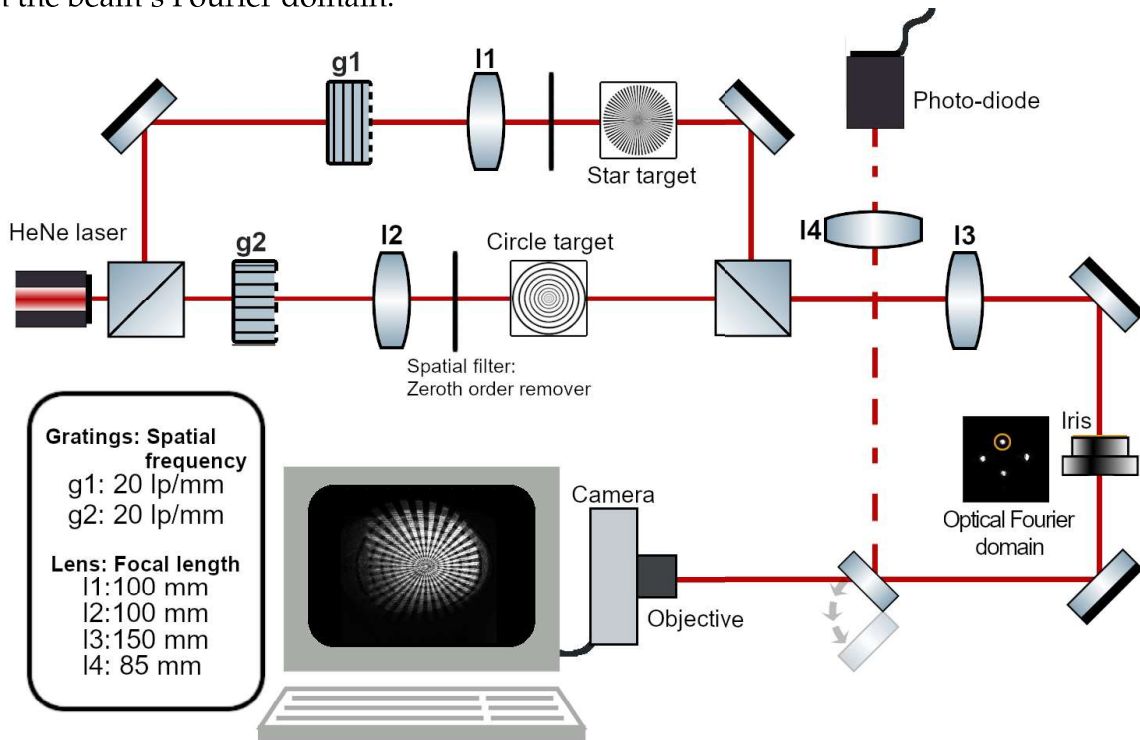 the beam's Fourier domain.
g1
l1
Photo-diode
Star target
HeNe laser
g2
l2
Circle target
l4
l3
Spatial filter:
Zeroth order remover
Iris
Gratings: Spatial
frequency
g1: 20 lp/mm
g2: 20 lp/mm
Lens: Focal length
l1:100 mm
l2:100 mm
l3:150 mm
l4: 85 mm
Camera
Optical Fourier
domain
Objective